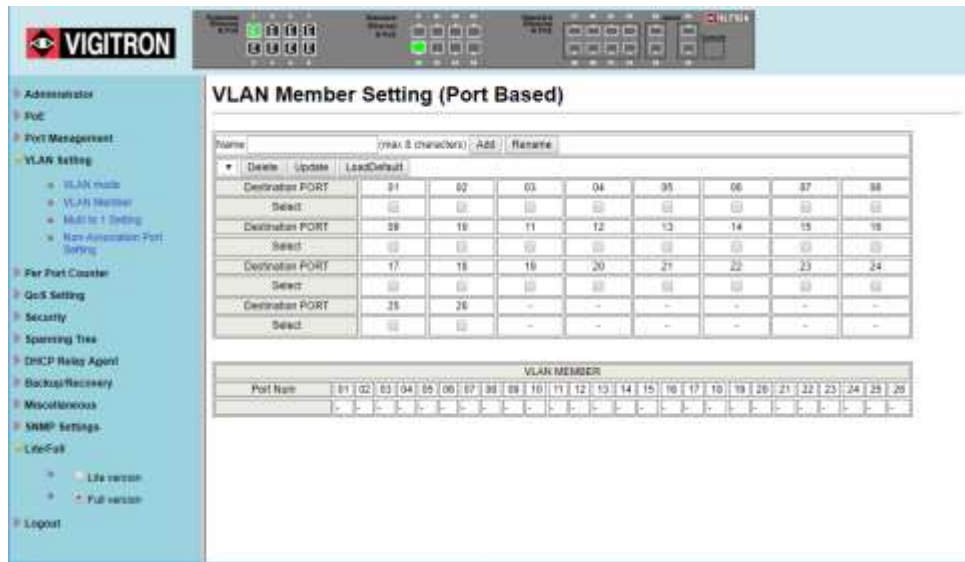 VIGITRON
Administrator
PoE
Port Management
VLAN Setting
VLAN mode
VLAN Member
Multi to 1 Setting
Non-Association Port
Setting
Per Port Counter
QoS Setting
Security
Spanning Tree
DHCP Relay Agent
Backup/Recovery
Miscellaneous
SNMP Settings
Lite/Full
Lite version
Full version
Logout
VLAN Member Setting (Port Based)
Name (max 8 characters) Add Rename
Delete Update LoadDefault
Destination PORT 01 02 03 04 05 06 07 08
Select
Destination PORT 09 10 11 12 13 14 15 16
Select
Destination PORT 17 18 19 20 21 22 23 24
Select
Destination PORT 25 26 - - - - - -
Select - - - - - -
VLAN MEMBER
Port Num 01 02 03 04 05 06 07 08 09 10 11 12 13 14 15 16 17 18 19 20 21 22 23 24 25 26
- - - - - - - - - - - - - - - - - - - - - - - - - -